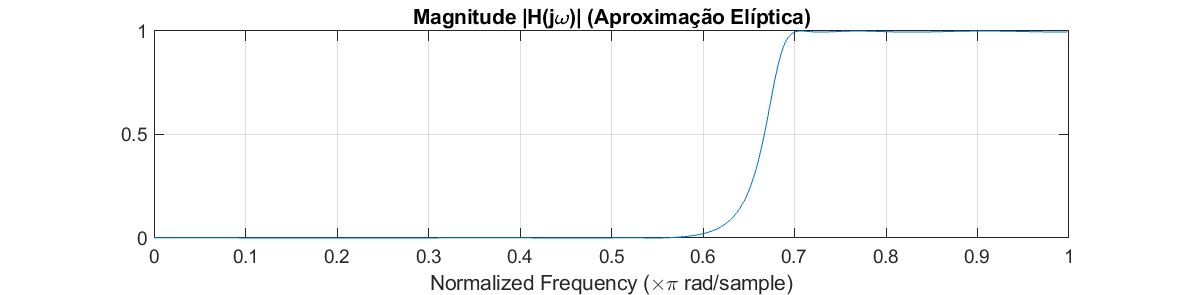 Magnitude |H(jω)| (Aproximação Elíptica)
1
0.5
0
0 0.1 0.2 0.3 0.4 0.5 0.6 0.7 0.8 0.9 1
Normalized Frequency (×π rad/sample)